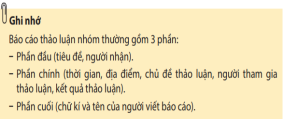 Ghi nhớ
Báo cáo thảo luận nhóm thường gồm 3 phần:
– Phần đầu (tiêu đề, người nhận).
– Phần chính (thời gian, địa điểm, chủ đề thảo luận, người tham gia
thảo luận, kết quả thảo luận).
– Phần cuối (chữ kí và tên của người viết báo cáo).